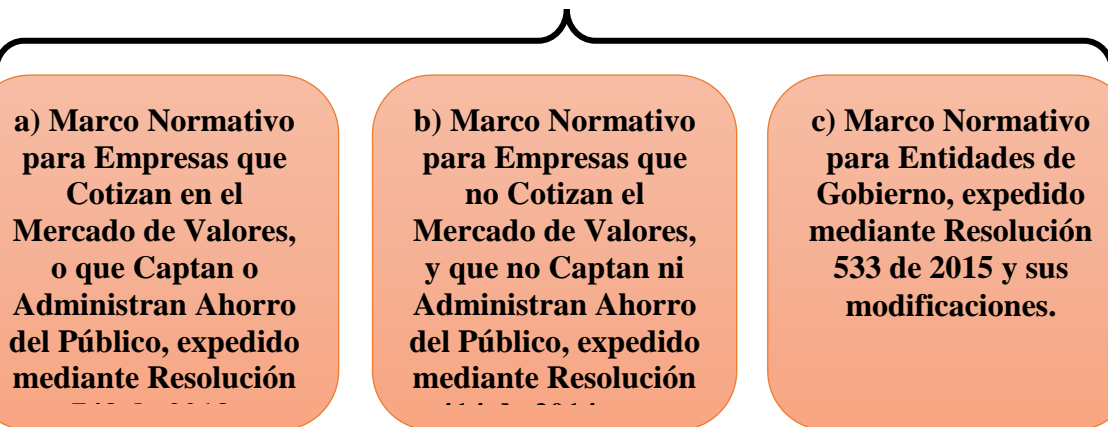 a) Marco Normativo
para Empresas que
Cotizan en el
Mercado de Valores,
o que Captan o
Administran Ahorro
del Público, expedido
mediante Resolución
b) Marco Normativo
para Empresas que
no Cotizan el
Mercado de Valores,
y que no Captan ni
Administran Ahorro
del Público, expedido
mediante Resolución
c) Marco Normativo
para Entidades de
Gobierno, expedido
mediante Resolución
533 de 2015 y sus
modificaciones.